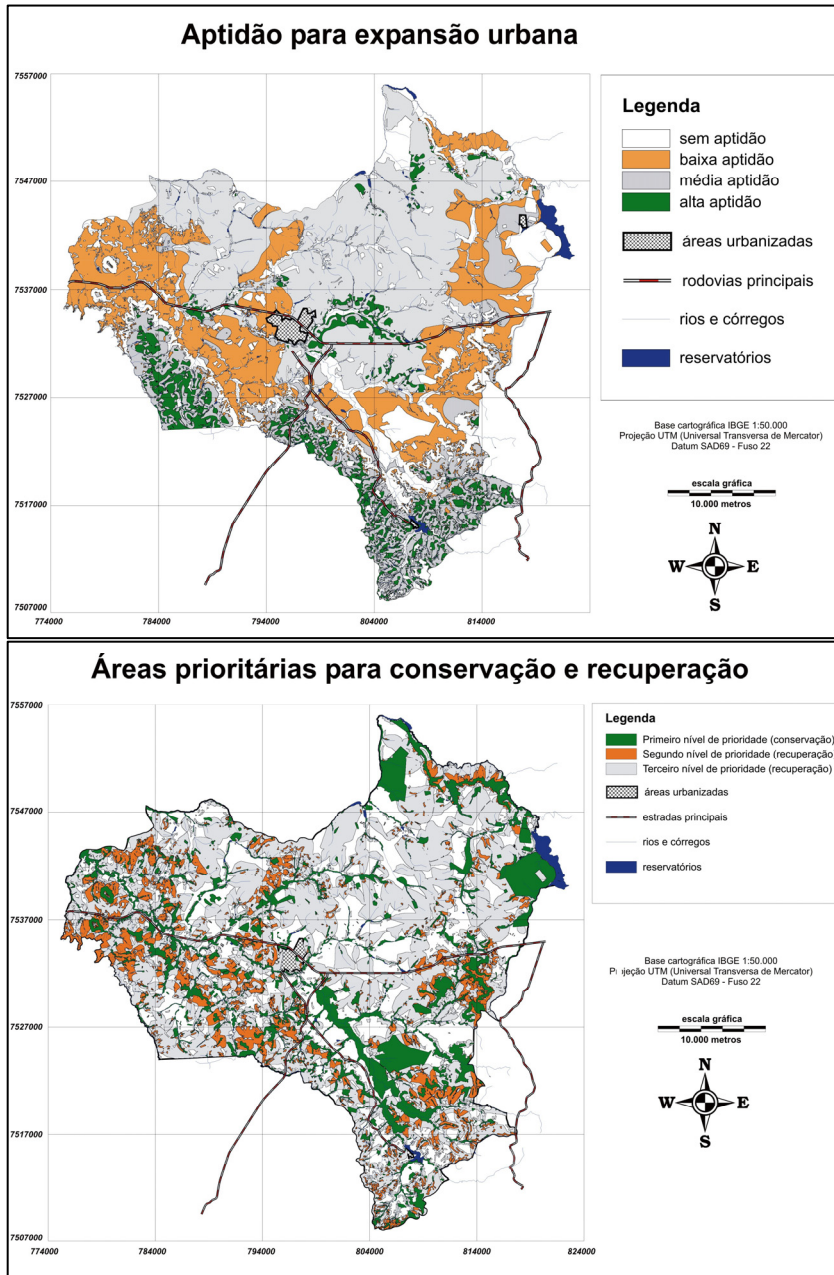 Aptidão para expansão urbana
7557000
7547000
7537000
7527000
7517000
7507000
774000
784000
794000
804000
814000
Legenda
sem aptidão
baixa aptidão
média aptidão
alta aptidão
áreas urbanizadas
rodovias principais
rios e córregos
reservatórios
Base cartográfica IBGE 1:50.000
Projeção UTM (Universal Transversa de Mercator)
Datum SAD69 - Fuso 22
escala gráfica
10.000 metros
N
W E
S
Áreas prioritárias para conservação e recuperação
7557000
7547000
7537000
7527000
7517000
7507000
774000
784000
794000
804000
814000
824000
Legenda
Primeiro nível de prioridade (conservação)
Segundo nível de prioridade (recuperação)
Terceiro nível de prioridade (recuperação)
áreas urbanizadas
estradas principais
rios e córregos
reservatórios
Base cartográfica IBGE 1:50.000
Projeção UTM (Universal Transversa de Mercator)
Datum SAD69 - Fuso 22
escala gráfica
10.000 metros
N
W E
S